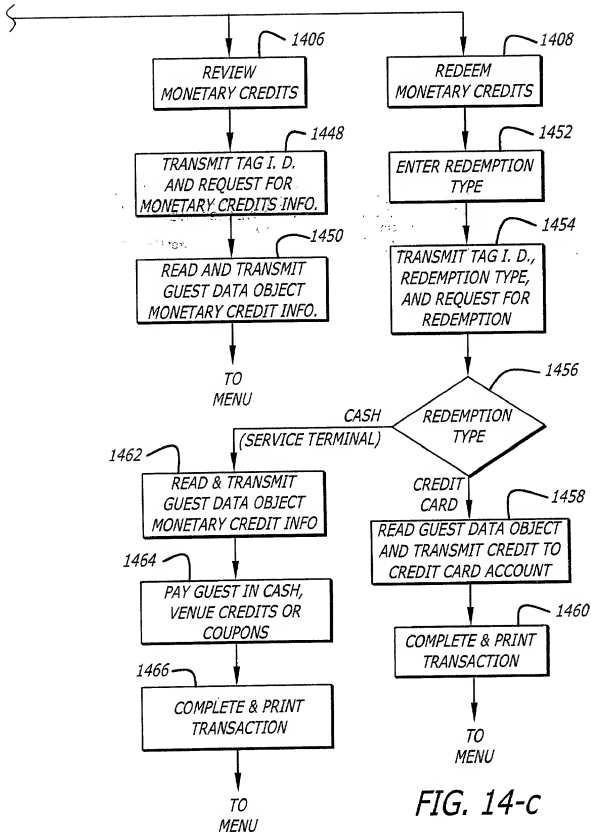 1406
REVIEW
MONETARY CREDITS
1448
TRANSMIT TAG I. D.
AND REQUEST FOR
MONETARY CREDITS INFO.
1450
READ AND TRANSMIT
GUEST DATA OBJECT
MONETARY CREDIT INFO.
TO
MENU
1408
REDEEM
MONETARY CREDITS
1452
ENTER REDEMPTION
TYPE
1454
TRANSMIT TAG I. D.,
REDEMPTION TYPE,
AND REQUEST FOR
REDEMPTION
1456
REDEMPTION
TYPE
CASH
(SERVICE TERMINAL)
1462
READ & TRANSMIT
GUEST DATA OBJECT
MONETARY CREDIT INFO
1464
PAY GUEST IN CASH,
VENUE CREDITS OR
COUPONS
1466
COMPLETE & PRINT
TRANSACTION
TO
MENU
CREDIT
CARD
1458
READ GUEST DATA OBJECT
AND TRANSMIT CREDIT TO
CREDIT CARD ACCOUNT
1460
COMPLETE & PRINT
TRANSACTION
TO
MENU
FIG. 14-c